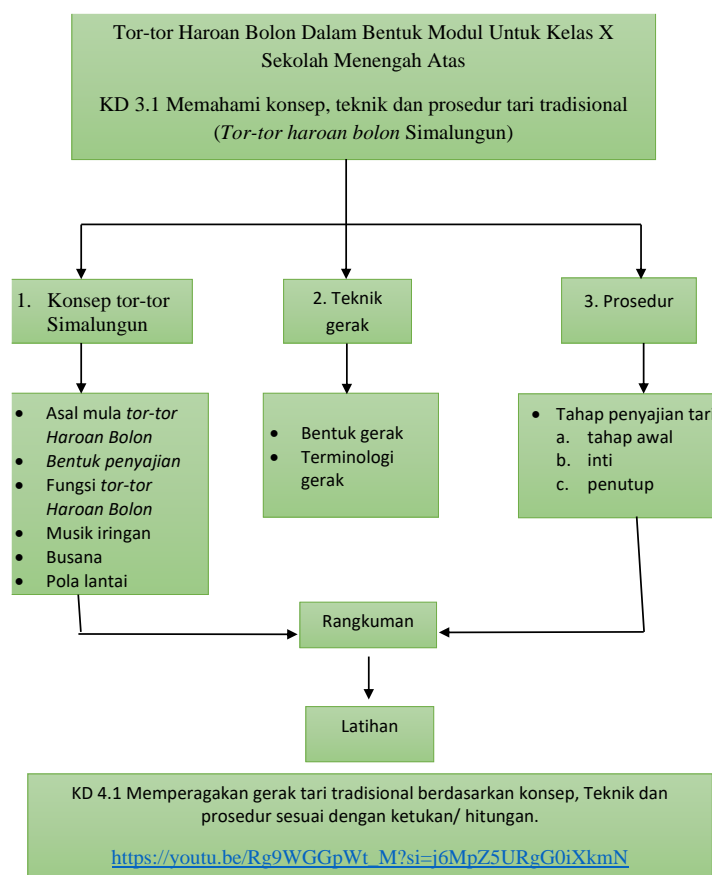 Tor-tor Haroan Bolon Dalam Bentuk Modul Untuk Kelas X
Sekolah Menengah Atas
KD 3.1 Memahami konsep, teknik dan prosedur tari tradisional
(Tor-tor haroan bolon Simalungun)
1. Konsep tor-tor
Simalungun
2. Teknik
gerak
3. Prosedur
• Asal mula tor-tor
Haroan Bolon
• Bentuk penyajian
• Fungsi tor-tor
Haroan Bolon
• Musik iringan
• Busana
• Pola lantai
• Bentuk gerak
• Terminologi
gerak
• Tahap penyajian tar
a. tahap awal
b. inti
c. penutup
Rangkuman
Latihan
KD 4.1 Memperagakan gerak tari tradisional berdasarkan konsep, Teknik dan
prosedur sesuai dengan ketukan/ hitungan.
https://youtu.be/Rg9WGGpWt_M?si=j6MpZ5URgG0iXkmN